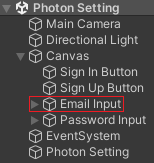 Photon Setting
Main Camera
Directional Light
Canvas
Sign In Button
Sign Up Button
Email Input
Password Input
EventSystem
Photon Setting